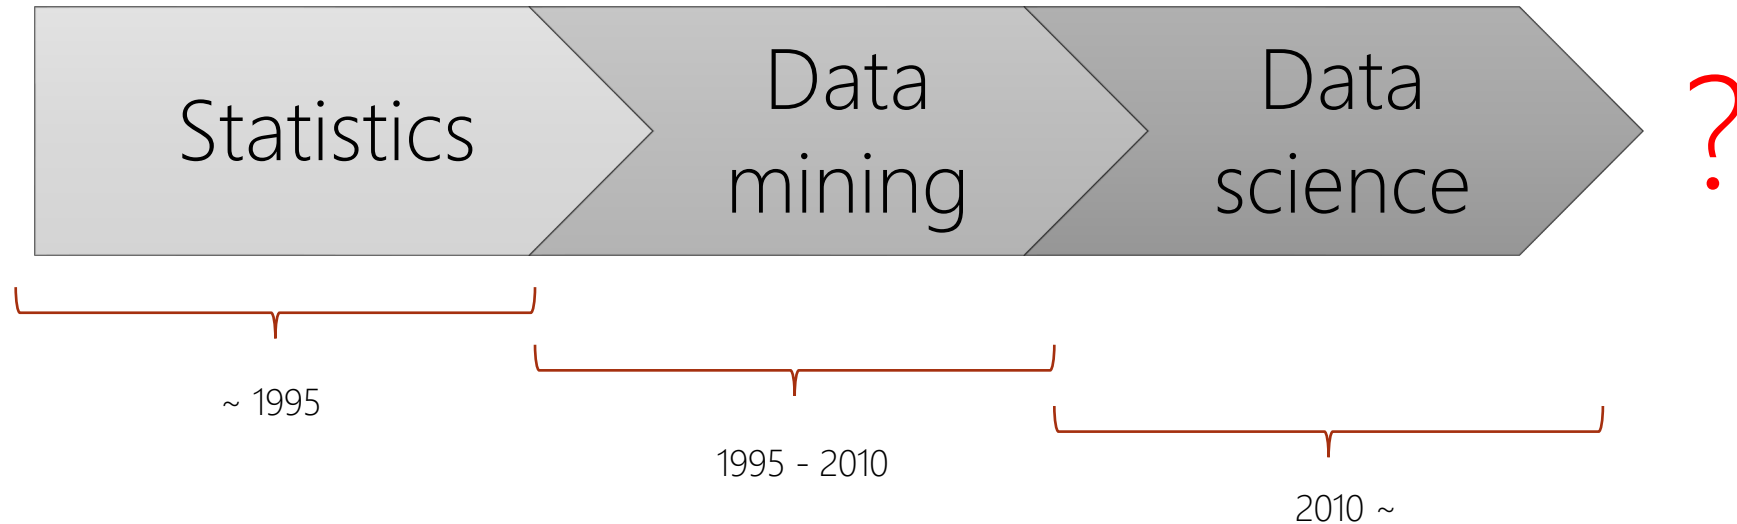 Statistics
Data
mining
Data
science
?
~ 1995
1995 - 2010
2010 ~